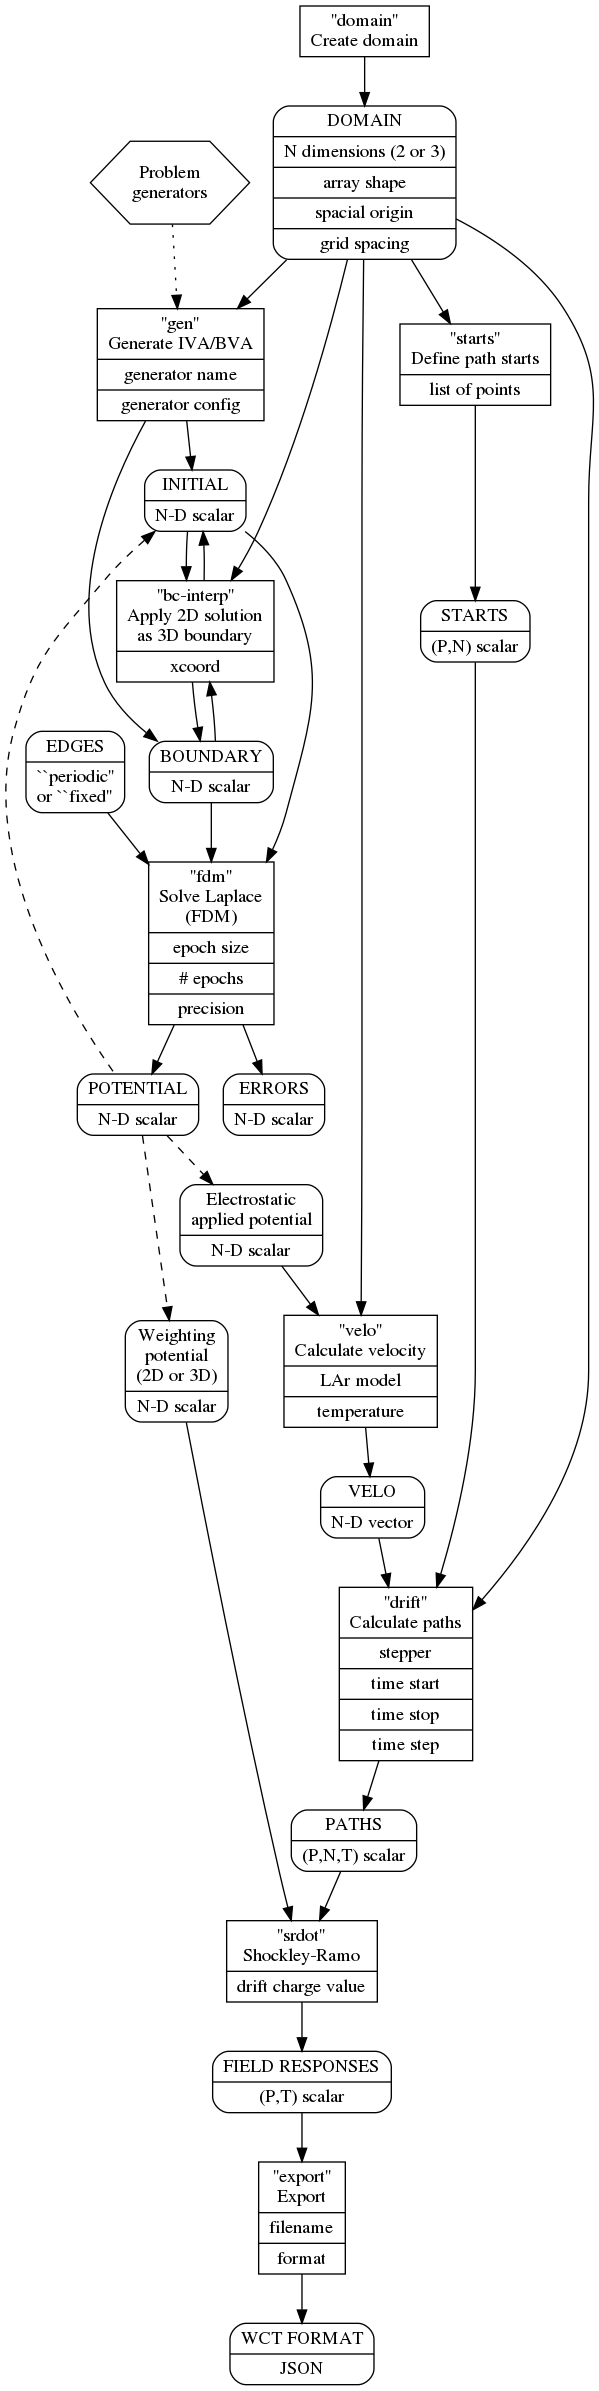 "domain"
Create domain
DOMAIN
N dimensions (2 or 3)
array shape
spacial origin
grid spacing
Problem
generators
"gen"
Generate IVA/BVA
generator name
generator config
"starts"
Define path starts
list of points
INITIAL
N-D scalar
"bc-interp"
Apply 2D solution
as 3D boundary
xcoord
STARTS
(P,N) scalar
EDGES
``periodic"
or ``fixed"
BOUNDARY
N-D scalar
"fdm"
Solve Laplace
(FDM)
epoch size
# epochs
precision
POTENTIAL
N-D scalar
ERRORS
N-D scalar
Electrostatic
applied potential
N-D scalar
Weighting
potential
(2D or 3D)
N-D scalar
"velo"
Calculate velocity
LAr model
temperature
VELO
N-D vector
"drift"
Calculate paths
stepper
time start
time stop
time step
PATHS
(P,N,T) scalar
"srdot"
Shockley-Ramo
drift charge value
FIELD RESPONSES
(P,T) scalar
"export"
Export
filename
format
WCT FORMAT
JSON